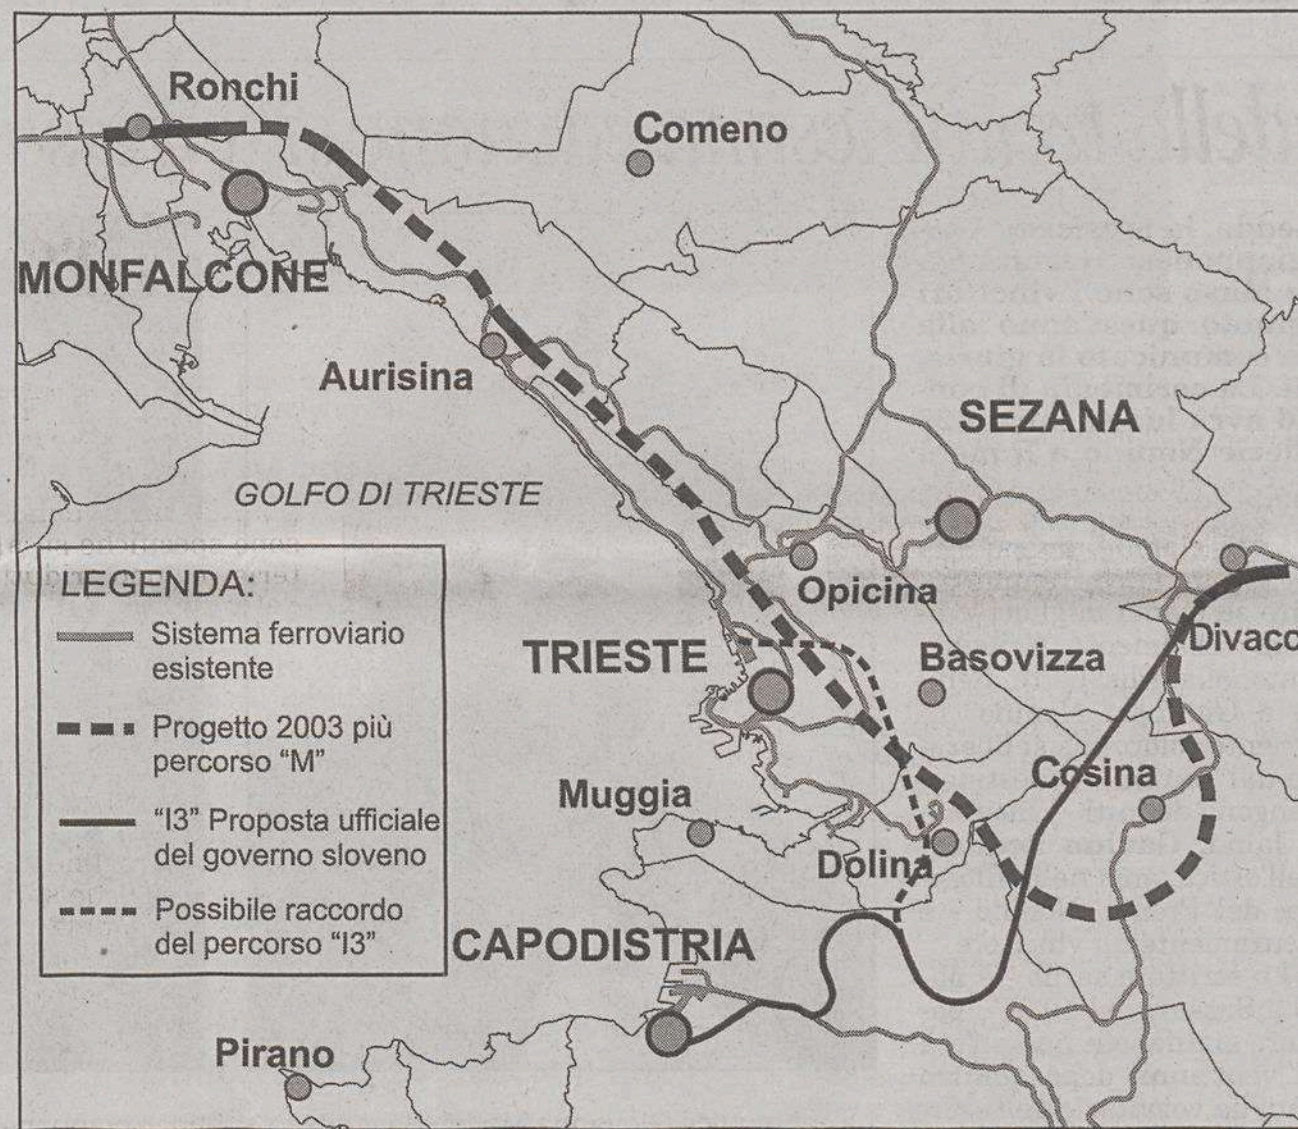 Ronchi
Comeno
MONFALCONE
Aurisina
SEZANA
GOLFO DI TRIESTE
LEGENDA:
Sistema ferroviario
esistente
Progetto 2003 più
percorso “M”
“I3” Proposta ufficiale
del governo sloveno
Possibile raccordo
del percorso “I3”
Opicina
TRIESTE
Basovizza
Divacc
Cosina
Muggia
Dolina
CAPODISTRIA
Pirano